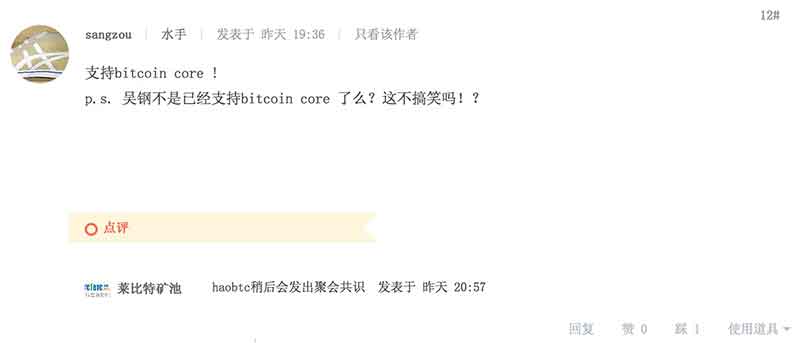 12#
sangzou | 水手 | 发表于 昨天 19:36 | 只看该作者
支持bitcoin core !
p.s. 吴钢不是已经支持bitcoin core 了么? 这不搞笑吗! ?
点评
莱比特矿池 haobtc稍后会发出聚会共识 发表于 昨天 20:57
回复 赞 0 踩 1 使用道具